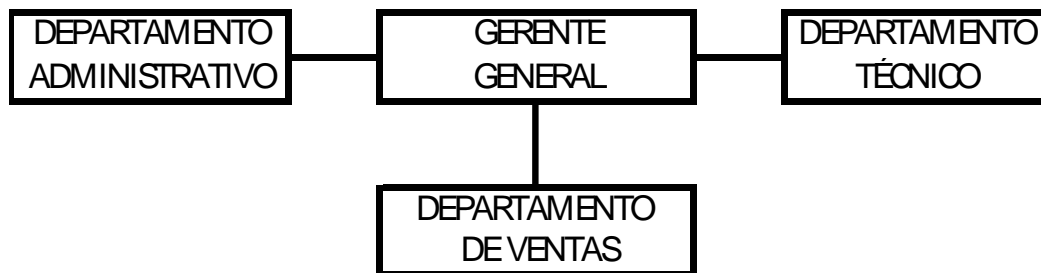 DEPARTAMENTO
ADMINISTRATIVO
GERENTE
GENERAL
DEPARTAMENTO
TÉCNICO
DEPARTAMENTO
DE VENTAS